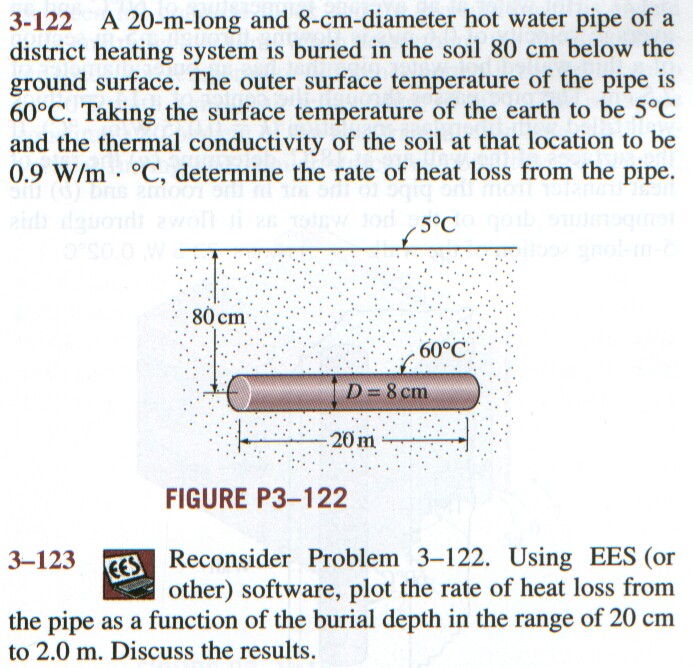 3-122 A 20-m-long and 8-cm-diameter hot water pipe of a
district heating system is buried in the soil 80 cm below the
ground surface. The outer surface temperature of the pipe is
60°C. Taking the surface temperature of the earth to be 5°C
and the thermal conductivity of the soil at that location to be
0.9 W/m · °C, determine the rate of heat loss from the pipe.
5°C
80 cm
60°C
D = 8 cm
20 m
FIGURE P3–122
3–123 EES Reconsider Problem 3–122. Using EES (or
other) software, plot the rate of heat loss from
the pipe as a function of the burial depth in the range of 20 cm
to 2.0 m. Discuss the results.